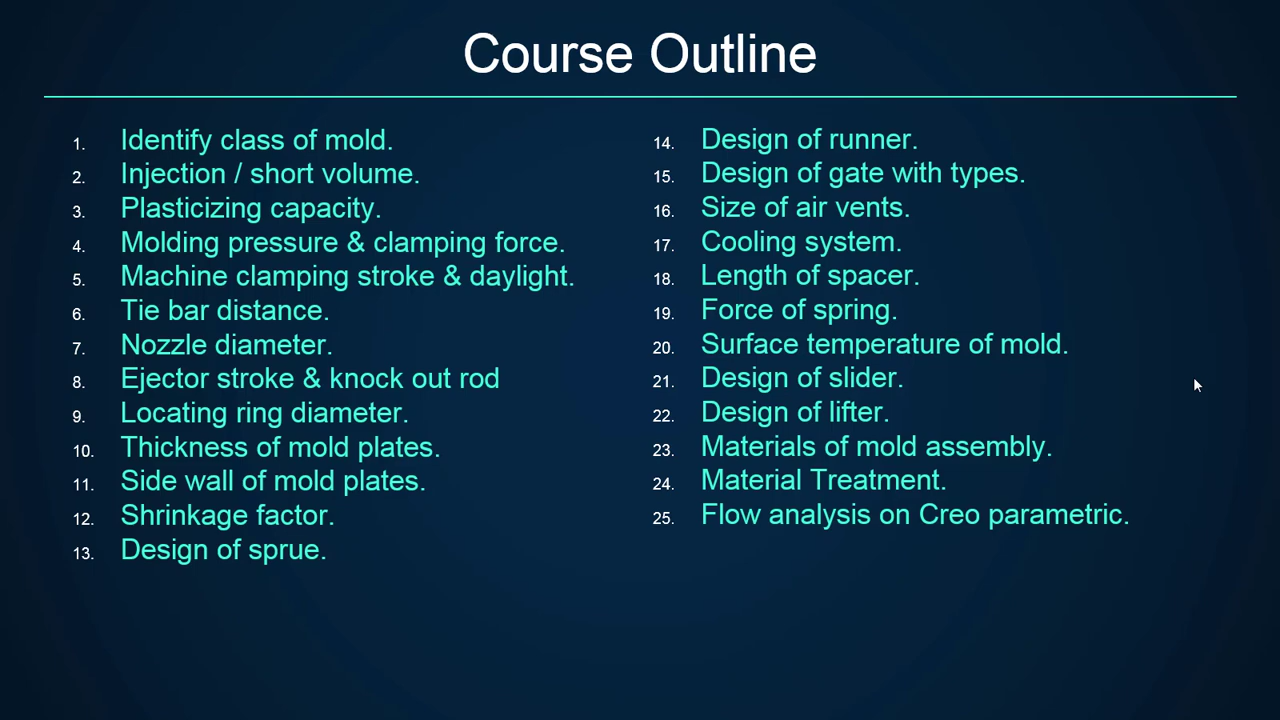 Course Outline
1. Identify class of mold.
2. Injection / short volume.
3. Plasticizing capacity.
4. Molding pressure & clamping force.
5. Machine clamping stroke & daylight.
6. Tie bar distance.
7. Nozzle diameter.
8. Ejector stroke & knock out rod
9. Locating ring diameter.
10. Thickness of mold plates.
11. Side wall of mold plates.
12. Shrinkage factor.
13. Design of sprue.
14. Design of runner.
15. Design of gate with types.
16. Size of air vents.
17. Cooling system.
18. Length of spacer.
19. Force of spring.
20. Surface temperature of mold.
21. Design of slider.
22. Design of lifter.
23. Materials of mold assembly.
24. Material Treatment.
25. Flow analysis on Creo parametric.